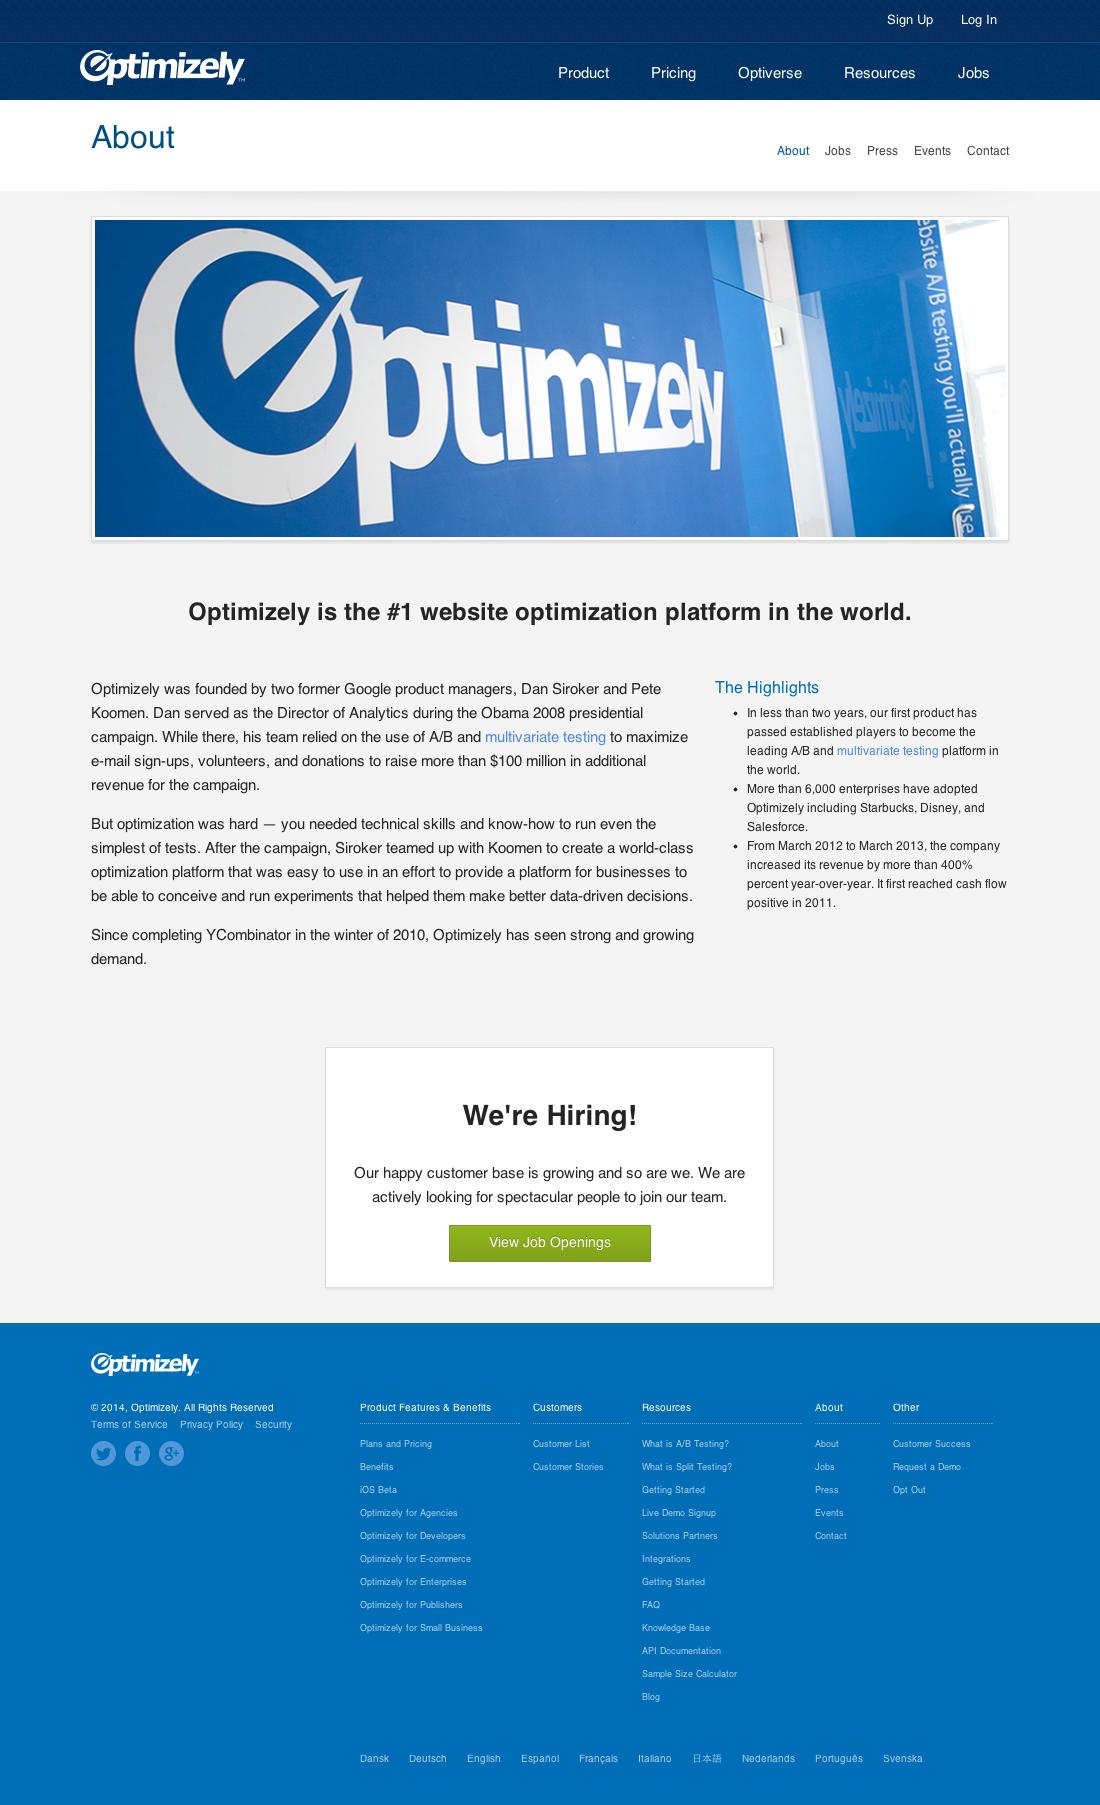 Sign Up Log In
Optimizely
Product Pricing Optiverse Resources Jobs
About
About Jobs Press Events Contact
Optimizely
website A/B testing you'll actually use
Optimizely is the #1 website optimization platform in the world.
Optimizely was founded by two former Google product managers, Dan Siroker and Pete
Koomen. Dan served as the Director of Analytics during the Obama 2008 presidential
campaign. While there, his team relied on the use of A/B and multivariate testing to maximize
e-mail sign-ups, volunteers, and donations to raise more than $100 million in additional
revenue for the campaign.
But optimization was hard — you needed technical skills and know-how to run even the
simplest of tests. After the campaign, Siroker teamed up with Koomen to create a world-class
optimization platform that was easy to use in an effort to provide a platform for businesses to
be able to conceive and run experiments that helped them make better data-driven decisions.
Since completing YCombinator in the winter of 2010, Optimizely has seen strong and growing
demand.
The Highlights
• In less than two years, our first product has
passed established players to become the
leading A/B and multivariate testing platform in
the world.
• More than 6,000 enterprises have adopted
Optimizely including Starbucks, Disney, and
Salesforce.
• From March 2012 to March 2013, the company
increased its revenue by more than 400%
percent year-over-year. It first reached cash flow
positive in 2011.
We're Hiring!
Our happy customer base is growing and so are we. We are
actively looking for spectacular people to join our team.
View Job Openings
Optimizely
© 2014, Optimizely. All Rights Reserved
Terms of Service Privacy Policy Security
Product Features & Benefits
Plans and Pricing
Benefits
iOS Beta
Optimizely for Agencies
Optimizely for Developers
Optimizely for E-commerce
Optimizely for Enterprises
Optimizely for Publishers
Optimizely for Small Business
Customers
Customer List
Customer Stories
Resources
What is A/B Testing?
What is Split Testing?
Getting Started
Live Demo Signup
Solutions Partners
Integrations
Getting Started
FAQ
Knowledge Base
API Documentation
Sample Size Calculator
Blog
About
About
Jobs
Press
Events
Contact
Other
Customer Success
Request a Demo
Opt Out
Dansk Deutsch English Español Français Italiano 日本語 Nederlands Português Svenska